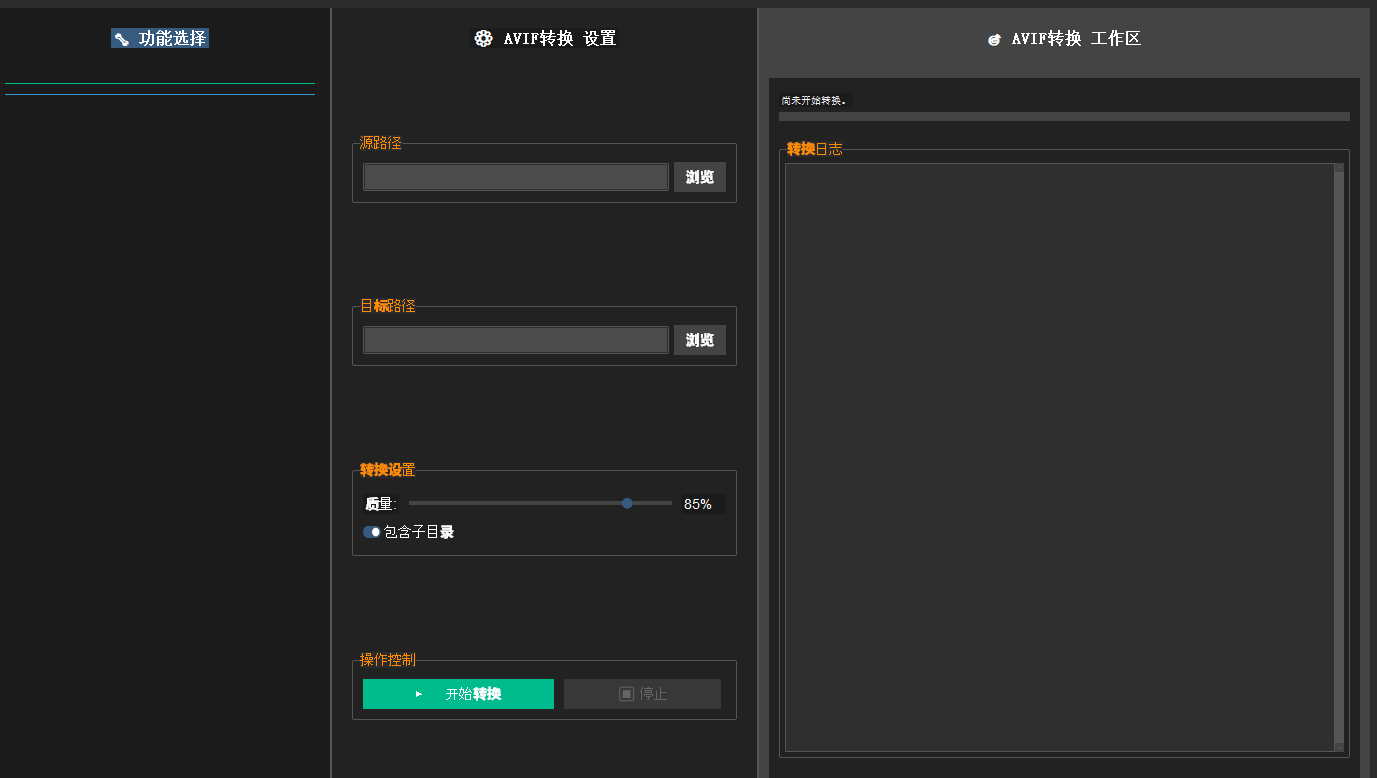 功能选择
AVIF转换 设置
源路径
浏览
目标路径
浏览
转换设置
质量:
85%
包含子目录
操作控制
开始转换
停止
AVIF转换 工作区
尚未开始转换。
转换日志